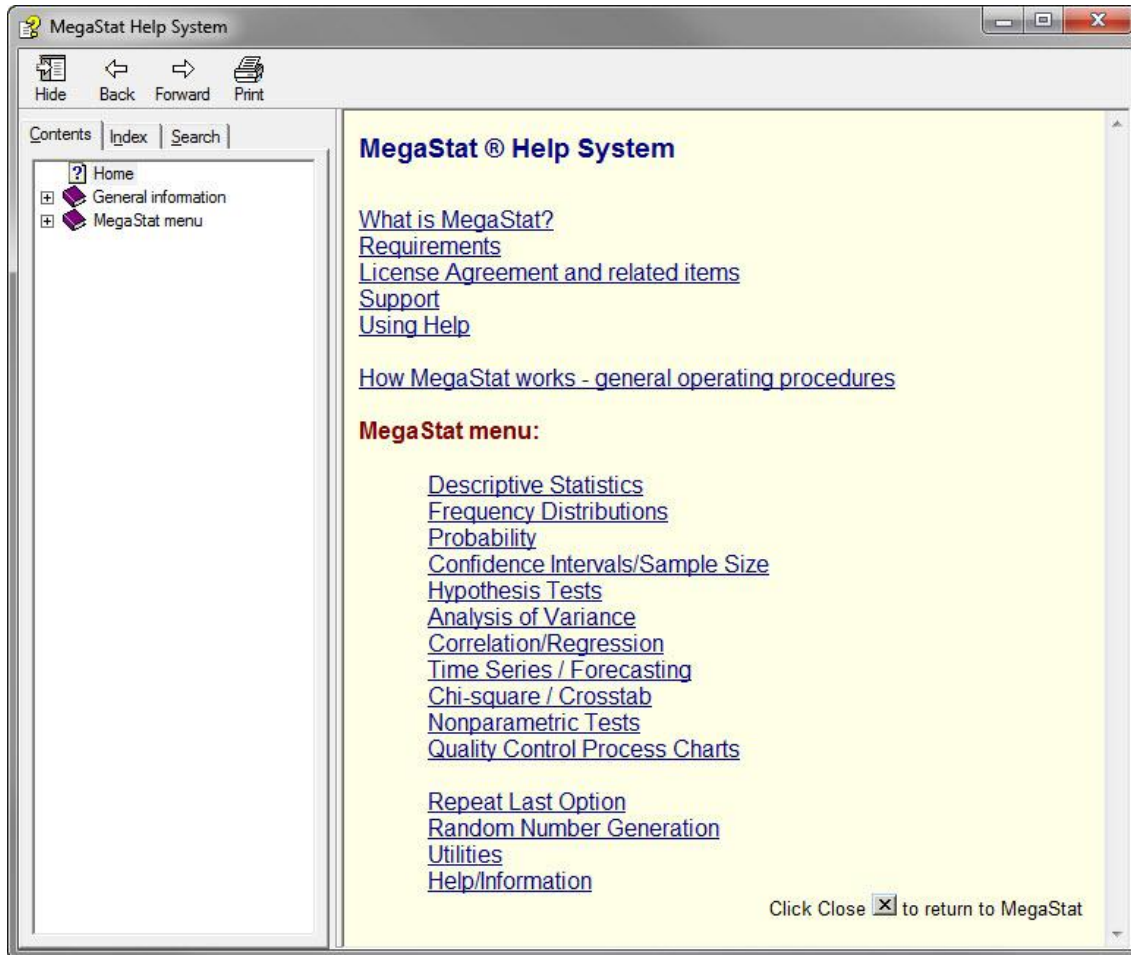 MegaStat Help System
Hide Back Forward Print
Contents Index Search
Home
General information
MegaStat menu
MegaStat ® Help System
What is MegaStat?
Requirements
License Agreement and related items
Support
Using Help
How MegaStat works - general operating procedures
MegaStat menu:
Descriptive Statistics
Frequency Distributions
Probability
Confidence Intervals/Sample Size
Hypothesis Tests
Analysis of Variance
Correlation/Regression
Time Series / Forecasting
Chi-square / Crosstab
Nonparametric Tests
Quality Control Process Charts
Repeat Last Option
Random Number Generation
Utilities
Help/Information
Click Close X to return to MegaStat